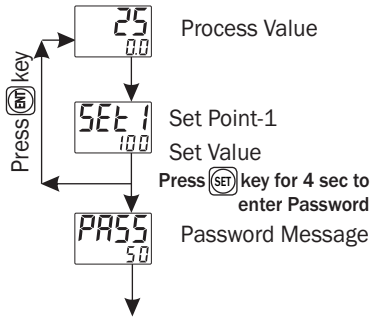 25
0.0
Process Value
Press ENT key
SEt 1
100
Set Point-1
Set Value
Press SET key for 4 sec to
enter Password
PASS
50
Password Message